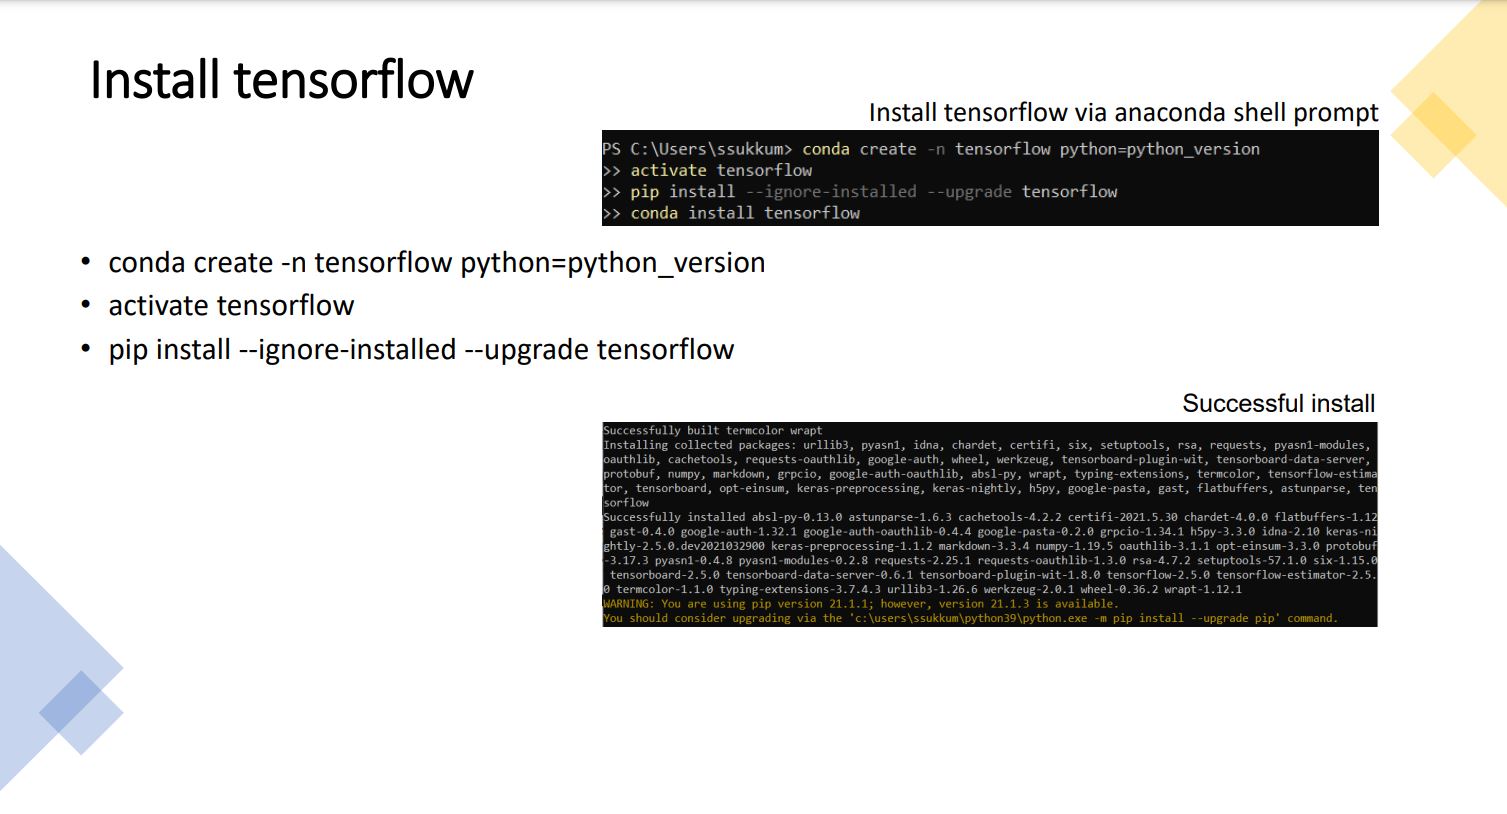 Install tensorflow
Install tensorflow via anaconda shell prompt
PS C:\Users\ssukkum> conda create -n tensorflow python=python_version
>> activate tensorflow
>> pip install --ignore-installed --upgrade tensorflow
>> conda install tensorflow
• conda create -n tensorflow python=python_version
• activate tensorflow
• pip install --ignore-installed --upgrade tensorflow
Successful install
Successfully built termcolor wrapt
Installing collected packages: urllib3, pyasn1, idna, chardet, certifi, six, setuptools, rsa, requests, pyasn1-modules,
oauthlib, cachetools, requests-oauthlib, google-auth, wheel, werkzeug, tensorboard-plugin-wit, tensorboard-data-server,
protobuf, numpy, markdown, grpcio, google-auth-oauthlib, absl-py, wrapt, typing-extensions, termcolor, tensorflow-estima
tor, tensorboard, opt-einsum, keras-preprocessing, keras-nightly, h5py, google-pasta, gast, flatbuffers, astunparse, ten
sorflow
Successfully installed absl-py-0.13.0 astunparse-1.6.3 cachetools-4.2.2 certifi-2021.5.30 chardet-4.0.0 flatbuffers-1.12
gast-0.4.0 google-auth-1.32.1 google-auth-oauthlib-0.4.4 google-pasta-0.2.0 grpcio-1.34.1 h5py-3.3.0 idna-2.10 keras-ni
ghtly-2.5.0.dev2021032900 keras-preprocessing-1.1.2 markdown-3.3.4 numpy-1.19.5 oauthlib-3.1.1 opt-einsum-3.3.0 protobuf
-3.17.3 pyasn1-0.4.8 pyasn1-modules-0.2.8 requests-2.25.1 requests-oauthlib-1.3.0 rsa-4.7.2 setuptools-57.1.0 six-1.15.0
tensorboard-2.5.0 tensorboard-data-server-0.6.1 tensorboard-plugin-wit-1.8.0 tensorflow-2.5.0 tensorflow-estimator-2.5.
0 termcolor-1.1.0 typing-extensions-3.7.4.3 urllib3-1.26.6 werkzeug-2.0.1 wheel-0.36.2 wrapt-1.12.1
WARNING: You are using pip version 21.1.1; however, version 21.1.3 is available.
You should consider upgrading via the 'c:\users\ssukkum\python39\python.exe -m pip install --upgrade pip' command.